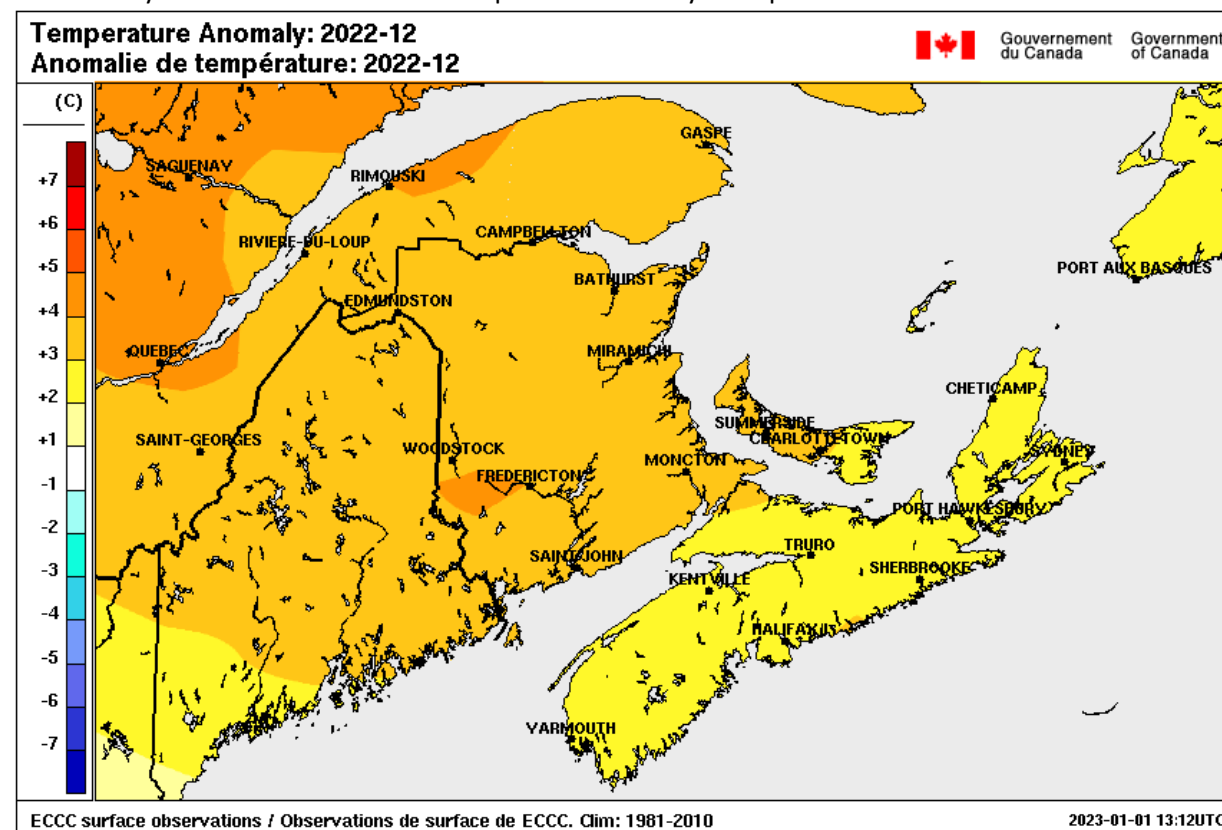 Temperature Anomaly: 2022-12
Anomalie de température: 2022-12
Gouvernement du Canada
Government of Canada
(C)
+7
+6
+5
+4
+3
+2
+1
-1
-2
-3
-4
-5
-6
-7
GASPE
SAGUENAY
RIMOUSKI
CAMPBELLTON
RIVIERE-DU-LOUP
PORT AUX BASQUES
BATHURST
EDMUNDSTON
QUEBEC
MIRAMICHI
CHETICAMP
SUMMERSIDE
CHARLOTTETOWN
SAINT-GEORGES
WOODSTOCK
SYDNEY
MONCTON
FREDERICTON
PORT HAWKESBURY
TRURO
SAINT JOHN
SHERBROOKE
KENTVILLE
HALIFAX
YARMOUTH
ECCC surface observations / Observations de surface de ECCC. Clim: 1981-2010
2023-01-01 13:12UTC